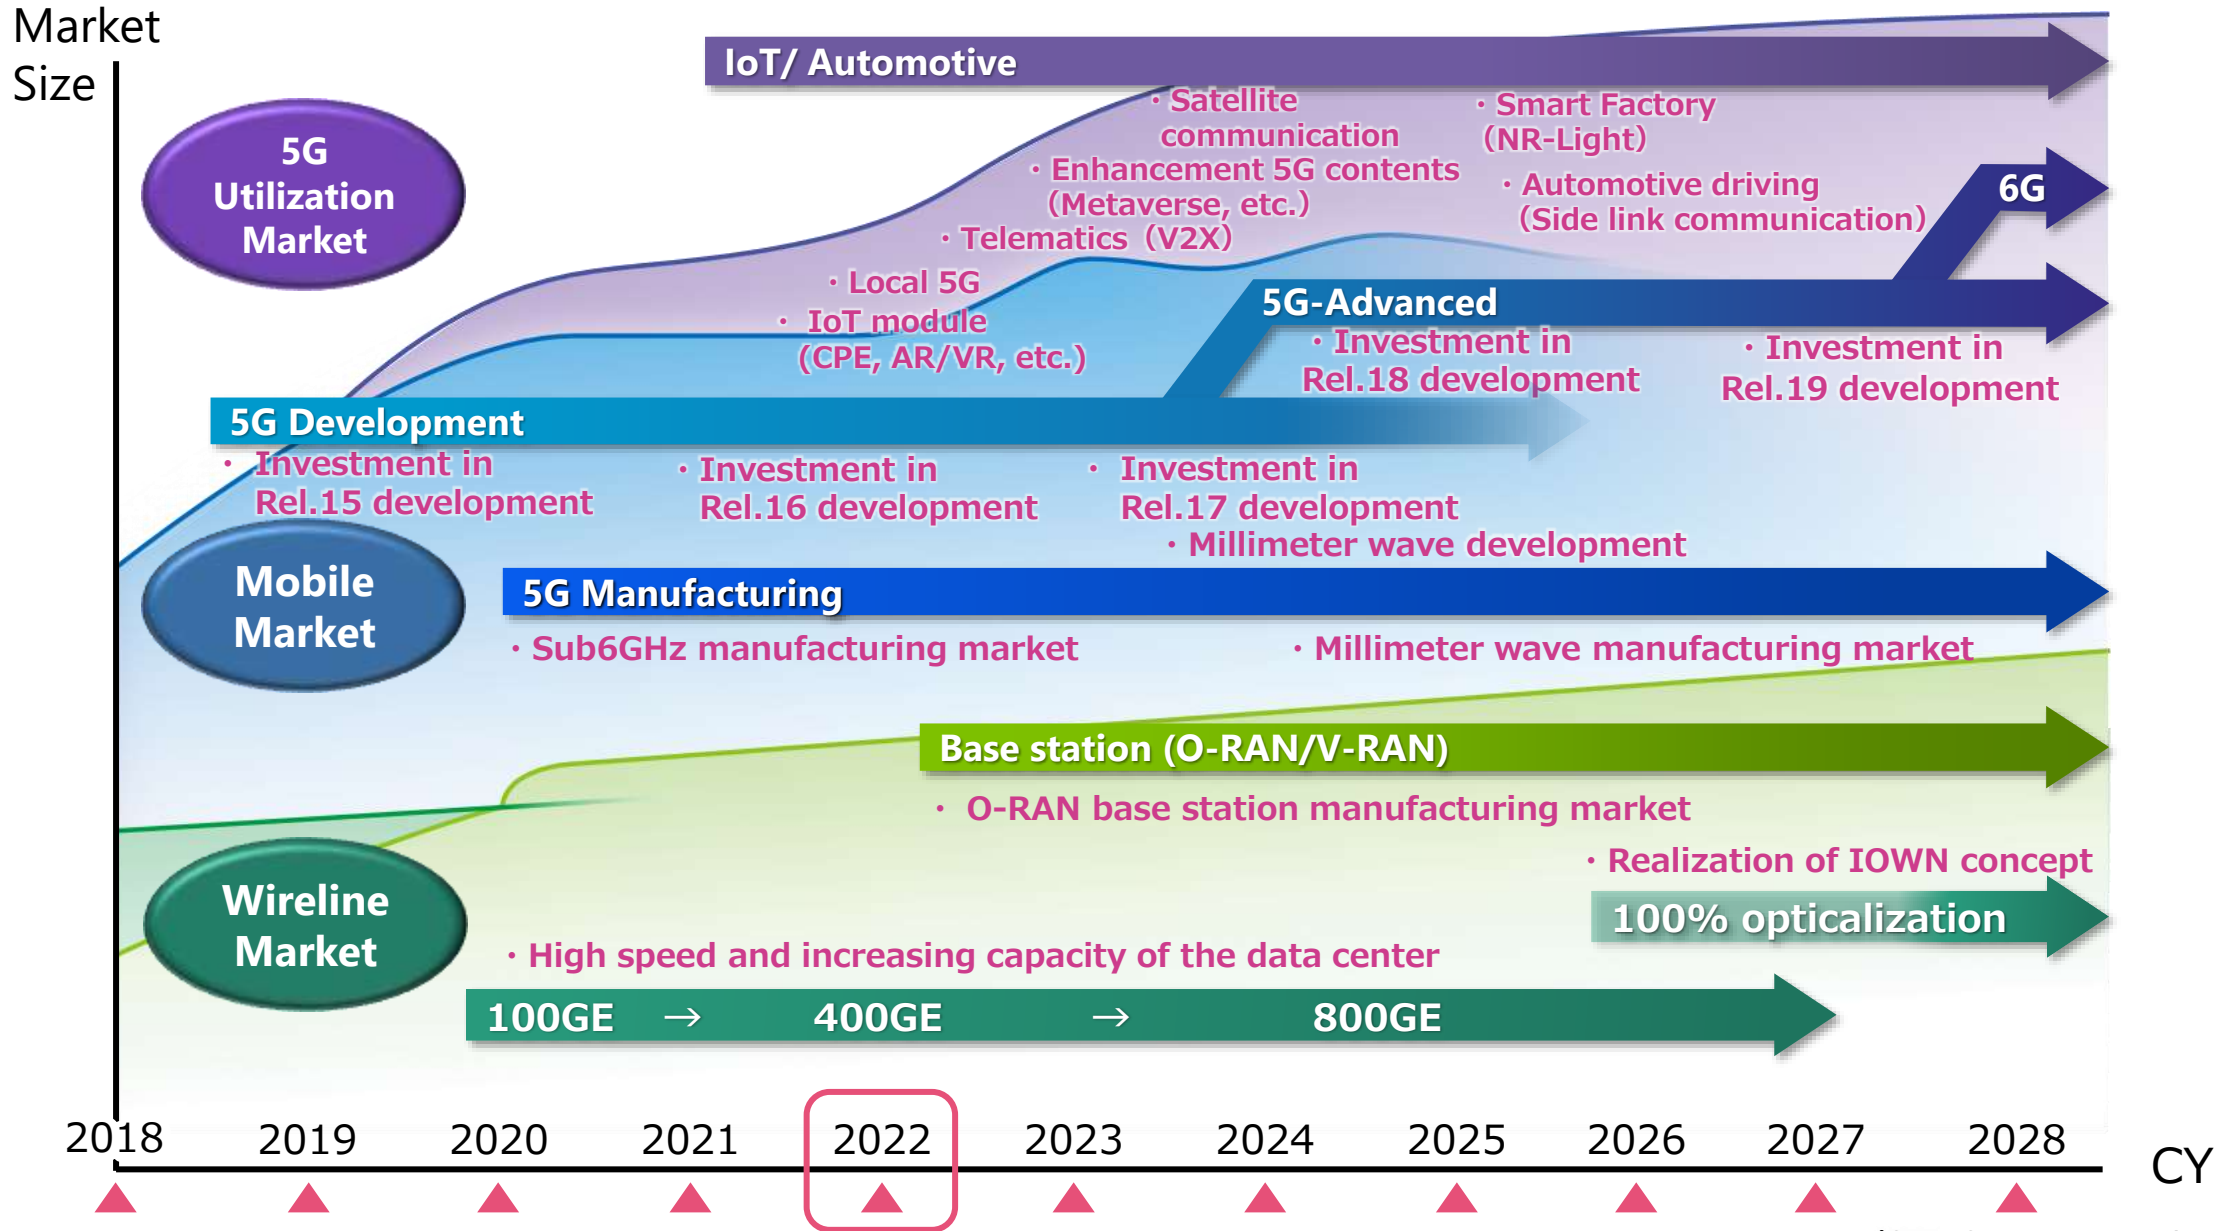 Market
Size
IoT/ Automotive
5G
Utilization
Market
・Satellite
communication
・Enhancement 5G contents
(Metaverse, etc.)
・Telematics (V2X)
・Smart Factory
(NR-Light)
・Automotive driving
(Side link communication)
6G
・Local 5G
・ IoT module
(CPE, AR/VR, etc.)
5G-Advanced
・Investment in
Rel.18 development
・Investment in
Rel.19 development
5G Development
・ Investment in
Rel.15 development
・Investment in
Rel.16 development
・ Investment in
Rel.17 development
・Millimeter wave development
Mobile
Market
5G Manufacturing
・Sub6GHz manufacturing market
・Millimeter wave manufacturing market
Base station (O-RAN/V-RAN)
・ O-RAN base station manufacturing market
・Realization of IOWN concept
100% opticalization
Wireline
Market
・High speed and increasing capacity of the data center
100GE → 400GE → 800GE
2018 2019 2020 2021 2022 2023 2024 2025 2026 2027 2028
CY